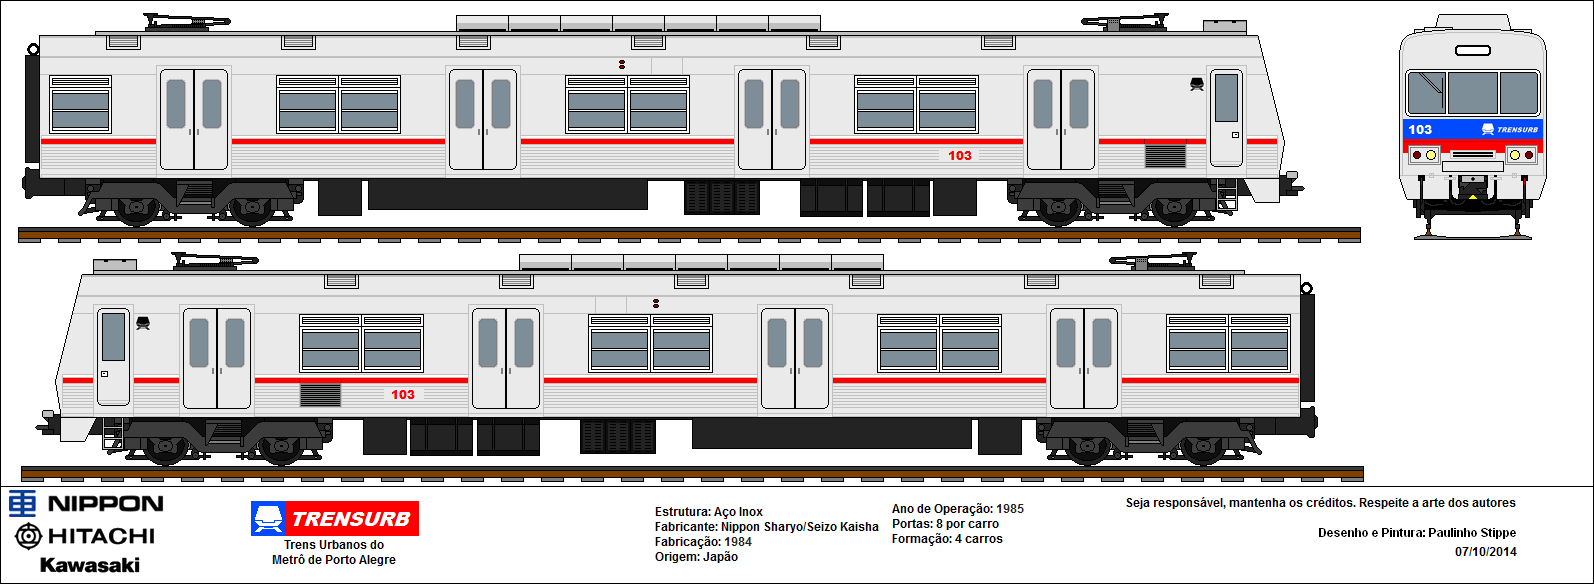 103
103
TRENSURB
103
NIPPON
HITACHI
Kawasaki
TRENSURB
Trens Urbanos do
Metrô de Porto Alegre
Estrutura: Aço Inox
Fabricante: Nippon Sharyo/Seizo Kaisha
Fabricação: 1984
Origem: Japão
Ano de Operação: 1985
Portas: 8 por carro
Formação: 4 carros
Seja responsável, mantenha os créditos. Respeite a arte dos autores
Desenho e Pintura: Paulinho Stippe
07/10/2014